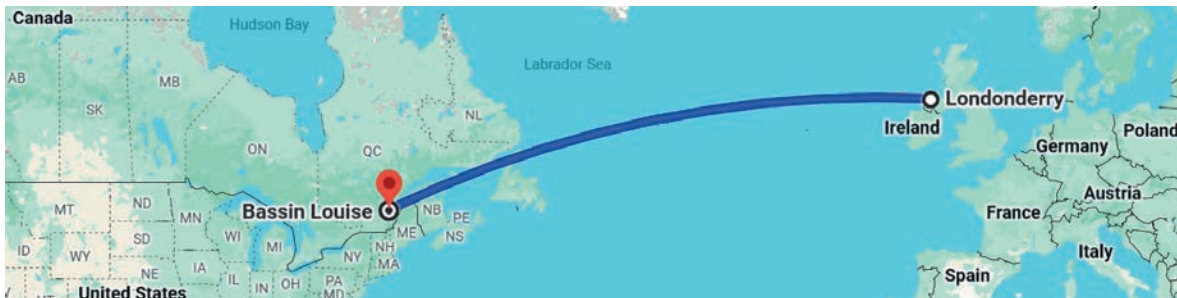 Canada
Hudson Bay
Labrador Sea
AB
MB
SK
ON
QC
NL
Londonderry
Ireland
Poland
Germany
Austria
France
Italy
Spain
Bassin Louise
NB
PE
NS
ME
NH
MA
NY
MT
ND
MN
SD
WI
MI
ID
WY
NE
IA
IL
IN
OH
PA
MD
United States